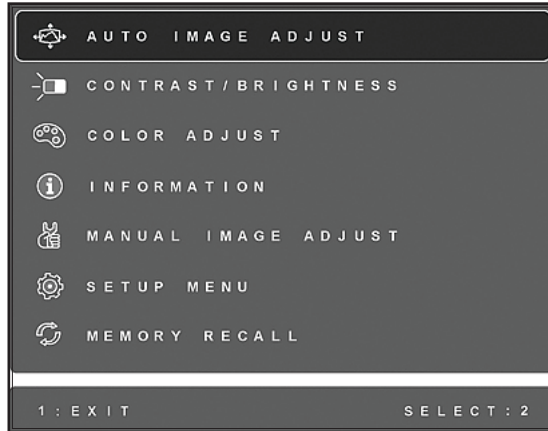 AUTO IMAGE ADJUST
CONTRAST/BRIGHTNESS
COLOR ADJUST
INFORMATION
MANUAL IMAGE ADJUST
SETUP MENU
MEMORY RECALL
1:EXIT SELECT:2